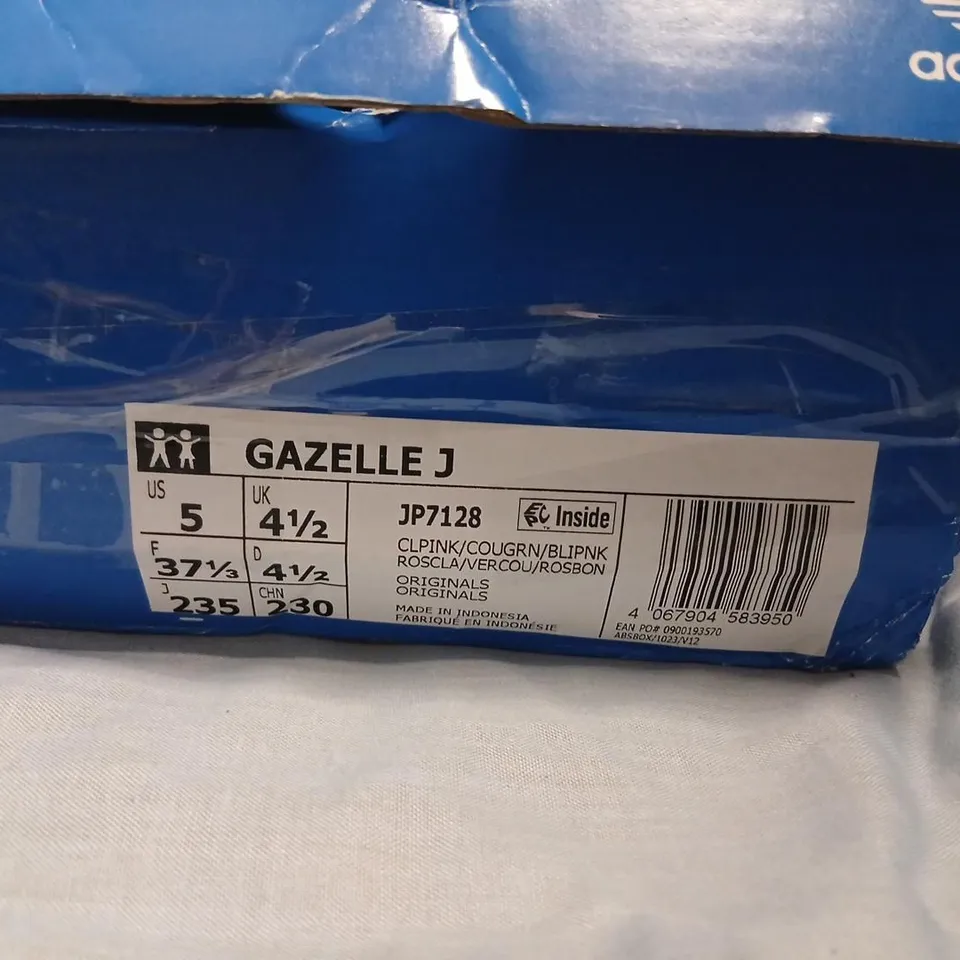 GAZELLE J
US 5
UK 4½
F 37⅓
D 4½
J 235
CHN 230
JP7128
Inside
CLPINK/COUGRN/BLIPNK
ROSCLA/VERCOU/ROSBON
ORIGINALS
ORIGINALS
MADE IN INDONESIA
FABRIQUÉ EN INDONÉSIE
4 067904 583950
EAN PO# 0900193570
ABSBOX/1023/V12